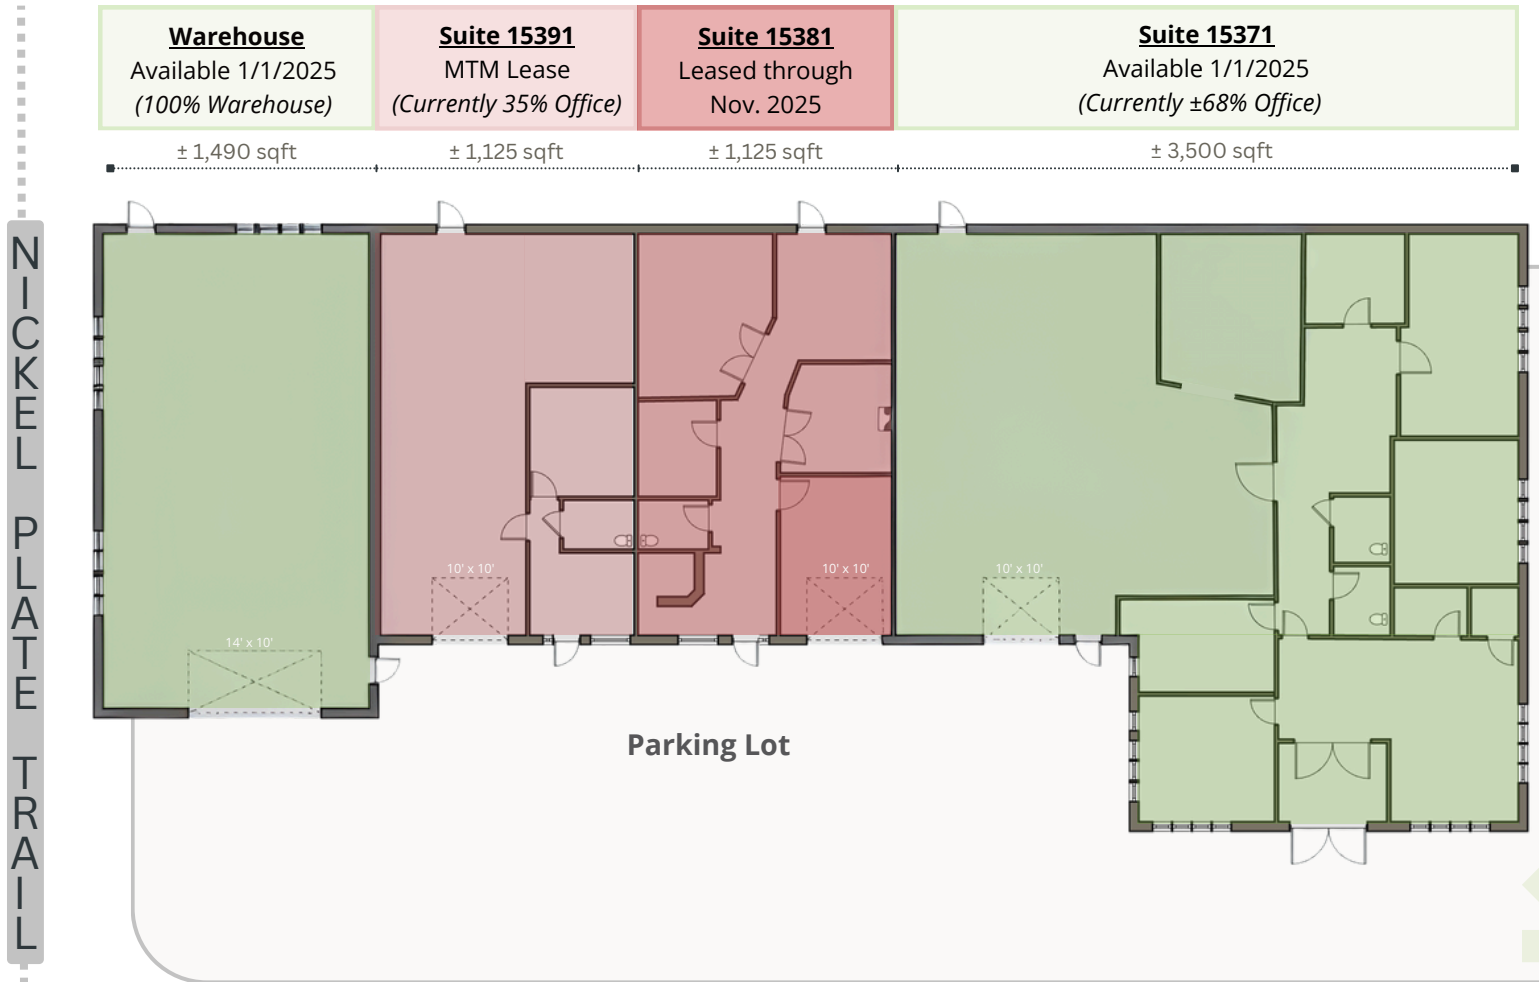 Warehouse
Available 1/1/2025
(100% Warehouse)
Suite 15391
MTM Lease
(Currently 35% Office)
Suite 15381
Leased through
Nov. 2025
Suite 15371
Available 1/1/2025
(Currently ±68% Office)
± 1,490 sqft
± 1,125 sqft
± 1,125 sqft
± 3,500 sqft
NICKEL PLATE TRAIL
10' x 10'
10' x 10'
10' x 10'
14' x 10'
Parking Lot